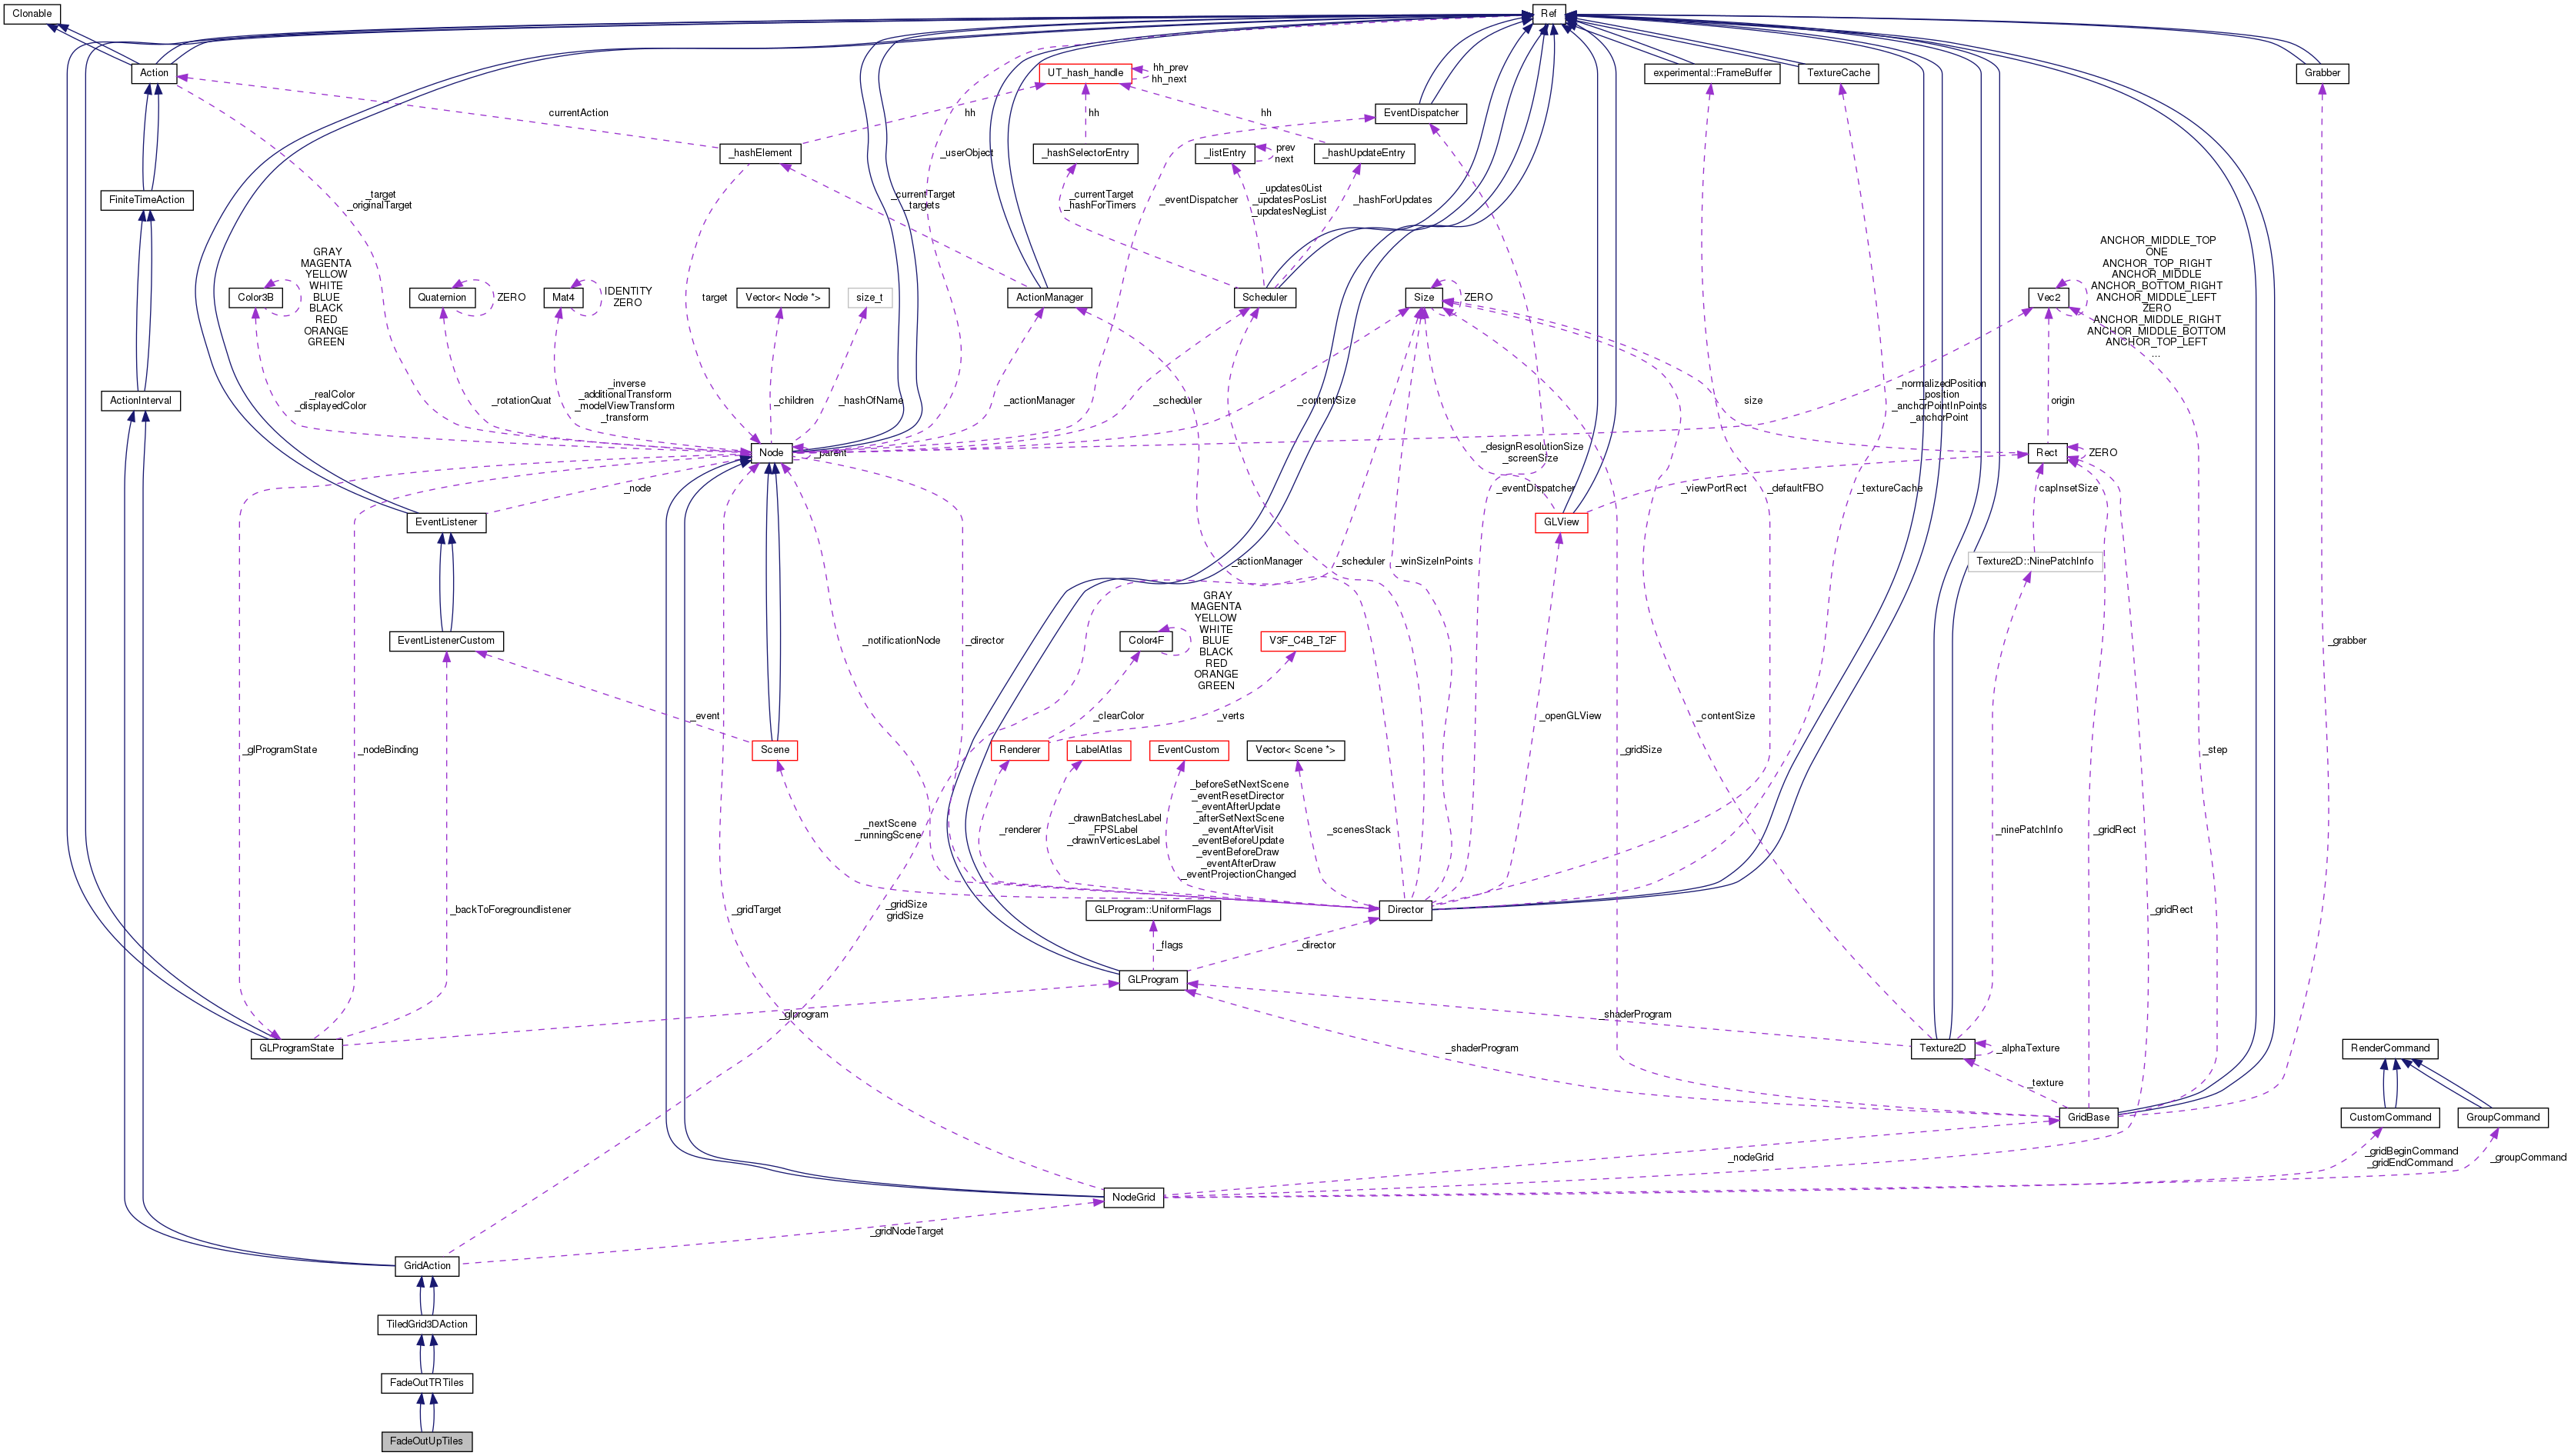 Clonable
Ref
Action
UT_hash_handle
hh_prev
hh_next
experimental::FrameBuffer
TextureCache
Grabber
currentAction
hh
hh
hh
EventDispatcher
_hashElement
_userObject
_hashSelectorEntry
_listEntry
prev
next
_hashUpdateEntry
FiniteTimeAction
_target
_originalTarget
_currentTarget
_targets
_eventDispatcher
_currentTarget
_hashForTimers
_updates0List
_updatesPosList
_updatesNegList
_hashForUpdates
Color3B
GRAY
MAGENTA
YELLOW
WHITE
BLUE
BLACK
RED
ORANGE
GREEN
Quaternion
ZERO
Mat4
IDENTITY
ZERO
target
Vector< Node *>
size_t
ActionManager
Scheduler
Size
ZERO
Vec2
ANCHOR_MIDDLE_TOP
ONE
ANCHOR_TOP_RIGHT
ANCHOR_MIDDLE
ANCHOR_BOTTOM_RIGHT
ANCHOR_MIDDLE_LEFT
ZERO
ANCHOR_MIDDLE_RIGHT
ANCHOR_MIDDLE_BOTTOM
ANCHOR_TOP_LEFT
...
ActionInterval
_realColor
_displayedColor
_rotationQuat
_inverse
_additionalTransform
_modelViewTransform
_transform
_children
_hashOfName
_actionManager
_scheduler
_contentSize
size
_normalizedPosition
_position
_anchorPointInPoints
_anchorPoint
origin
Node
_parent
Rect
ZERO
_node
_designResolutionSize
_screenSize
_eventDispatcher
_viewPortRect
_defaultFBO
_textureCache
capInsetSize
EventListener
GLView
_actionManager
_scheduler
_winSizeInPoints
Texture2D::NinePatchInfo
EventListenerCustom
_notificationNode
_director
Color4F
GRAY
MAGENTA
YELLOW
WHITE
BLUE
BLACK
RED
ORANGE
GREEN
V3F_C4B_T2F
_grabber
_event
_clearColor
_verts
_openGLView
_contentSize
_glProgramState
_nodeBinding
Scene
Renderer
LabelAtlas
EventCustom
Vector< Scene *>
_gridSize
_step
_nextScene
_runningScene
_renderer
_drawnBatchesLabel
_FPSLabel
_drawnVerticesLabel
_beforeSetNextScene
_eventResetDirector
_eventAfterUpdate
_afterSetNextScene
_eventAfterVisit
_eventBeforeUpdate
_eventBeforeDraw
_eventAfterDraw
_eventProjectionChanged
_scenesStack
_ninePatchInfo
_gridRect
_backToForegroundlistener
_gridTarget
_gridSize
gridSize
GLProgram::UniformFlags
Director
_gridRect
_flags
_director
GLProgram
_glprogram
_shaderProgram
GLProgramState
_shaderProgram
Texture2D
_alphaTexture
RenderCommand
_texture
GridBase
CustomCommand
GroupCommand
_nodeGrid
_gridBeginCommand
_gridEndCommand
_groupCommand
NodeGrid
_gridNodeTarget
GridAction
TiledGrid3DAction
FadeOutTRTiles
FadeOutUpTiles